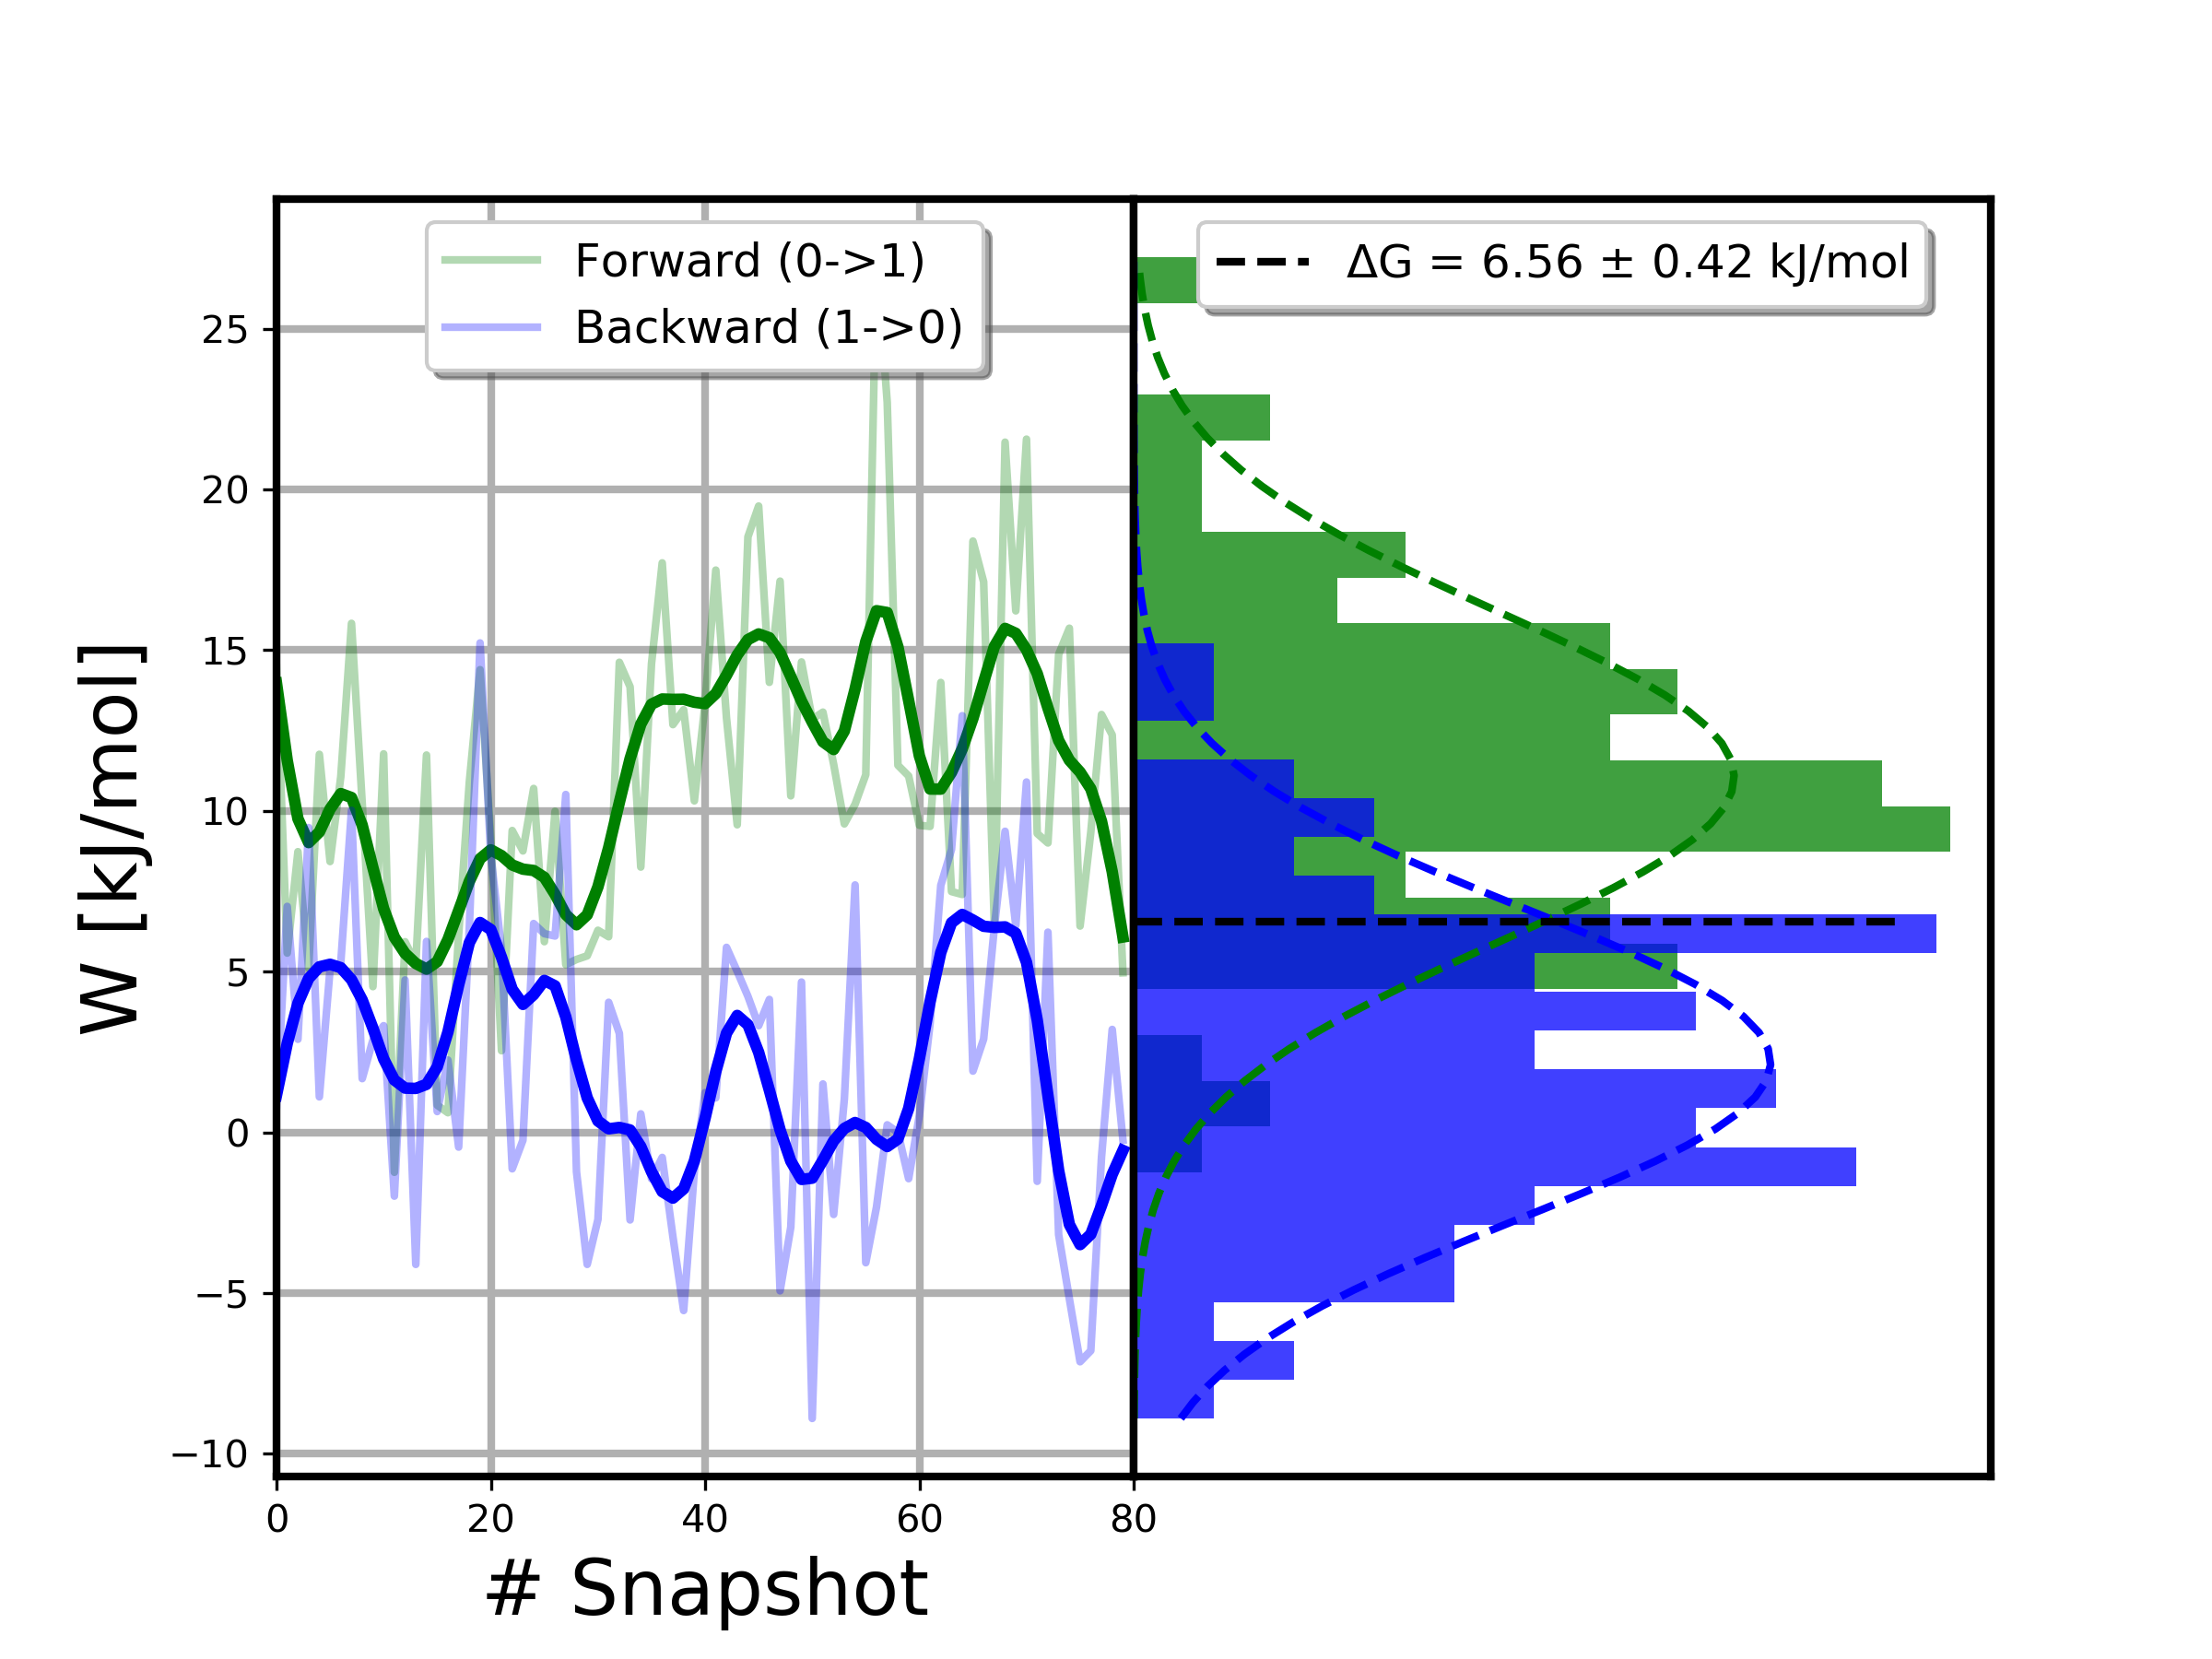 Forward (0->1)
Backward (1->0)
ΔG = 6.56 ± 0.42 kJ/mol
W [kJ/mol]
25
20
15
10
5
0
−5
−10
0 20 40 60 80
# Snapshot